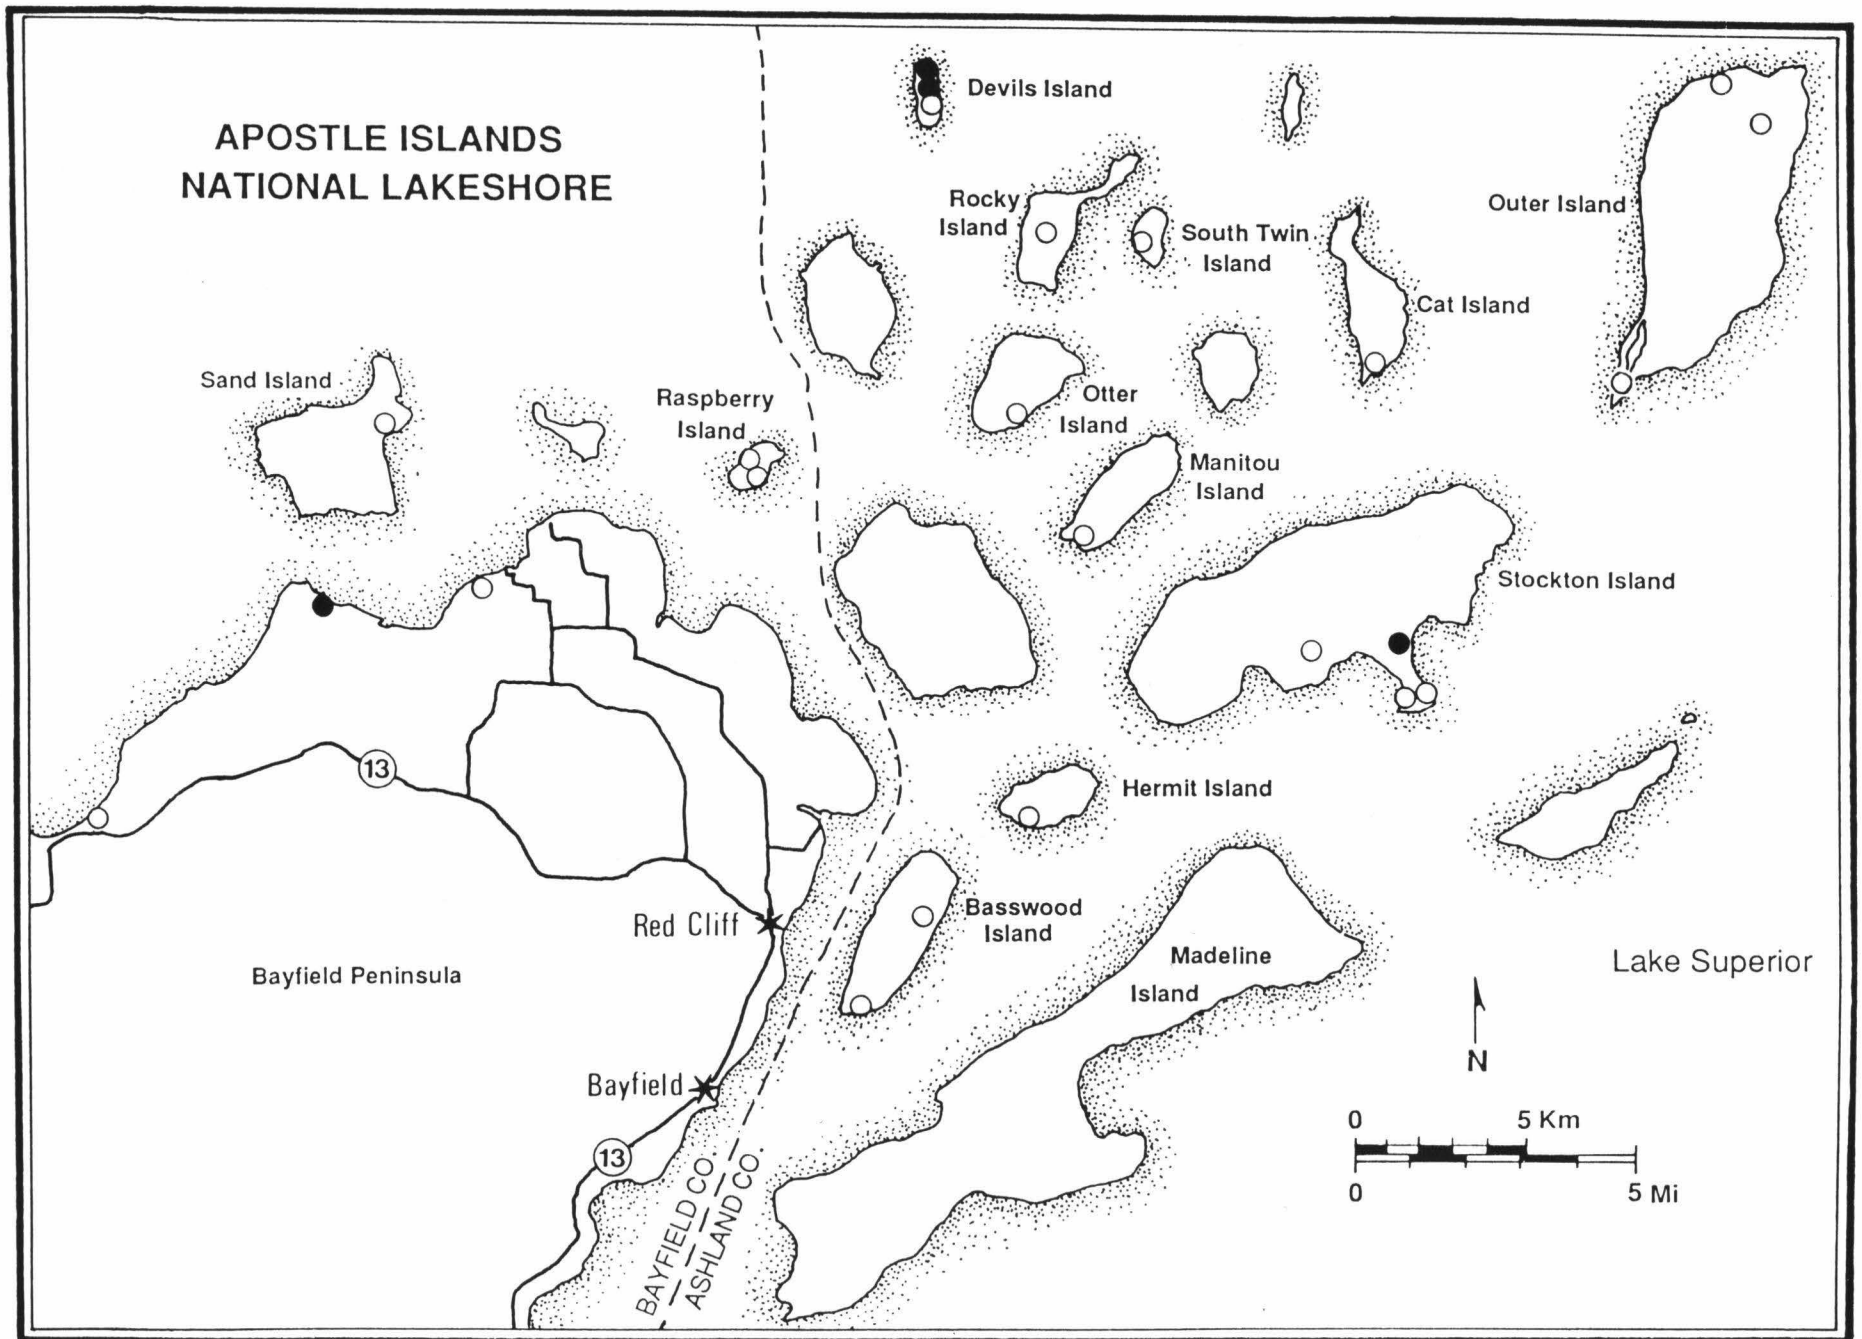 APOSTLE ISLANDS
NATIONAL LAKESHORE
Devils Island
Rocky
Island
South Twin
Island
Outer Island
Cat Island
Sand Island
Raspberry
Island
Otter
Island
Manitou
Island
Stockton Island
13
Hermit Island
Red Cliff
Basswood
Island
Madeline
Island
Lake Superior
Bayfield Peninsula
N
Bayfield
13
BAYFIELD CO.
ASHLAND CO.
0 5 Km
0 5 Mi